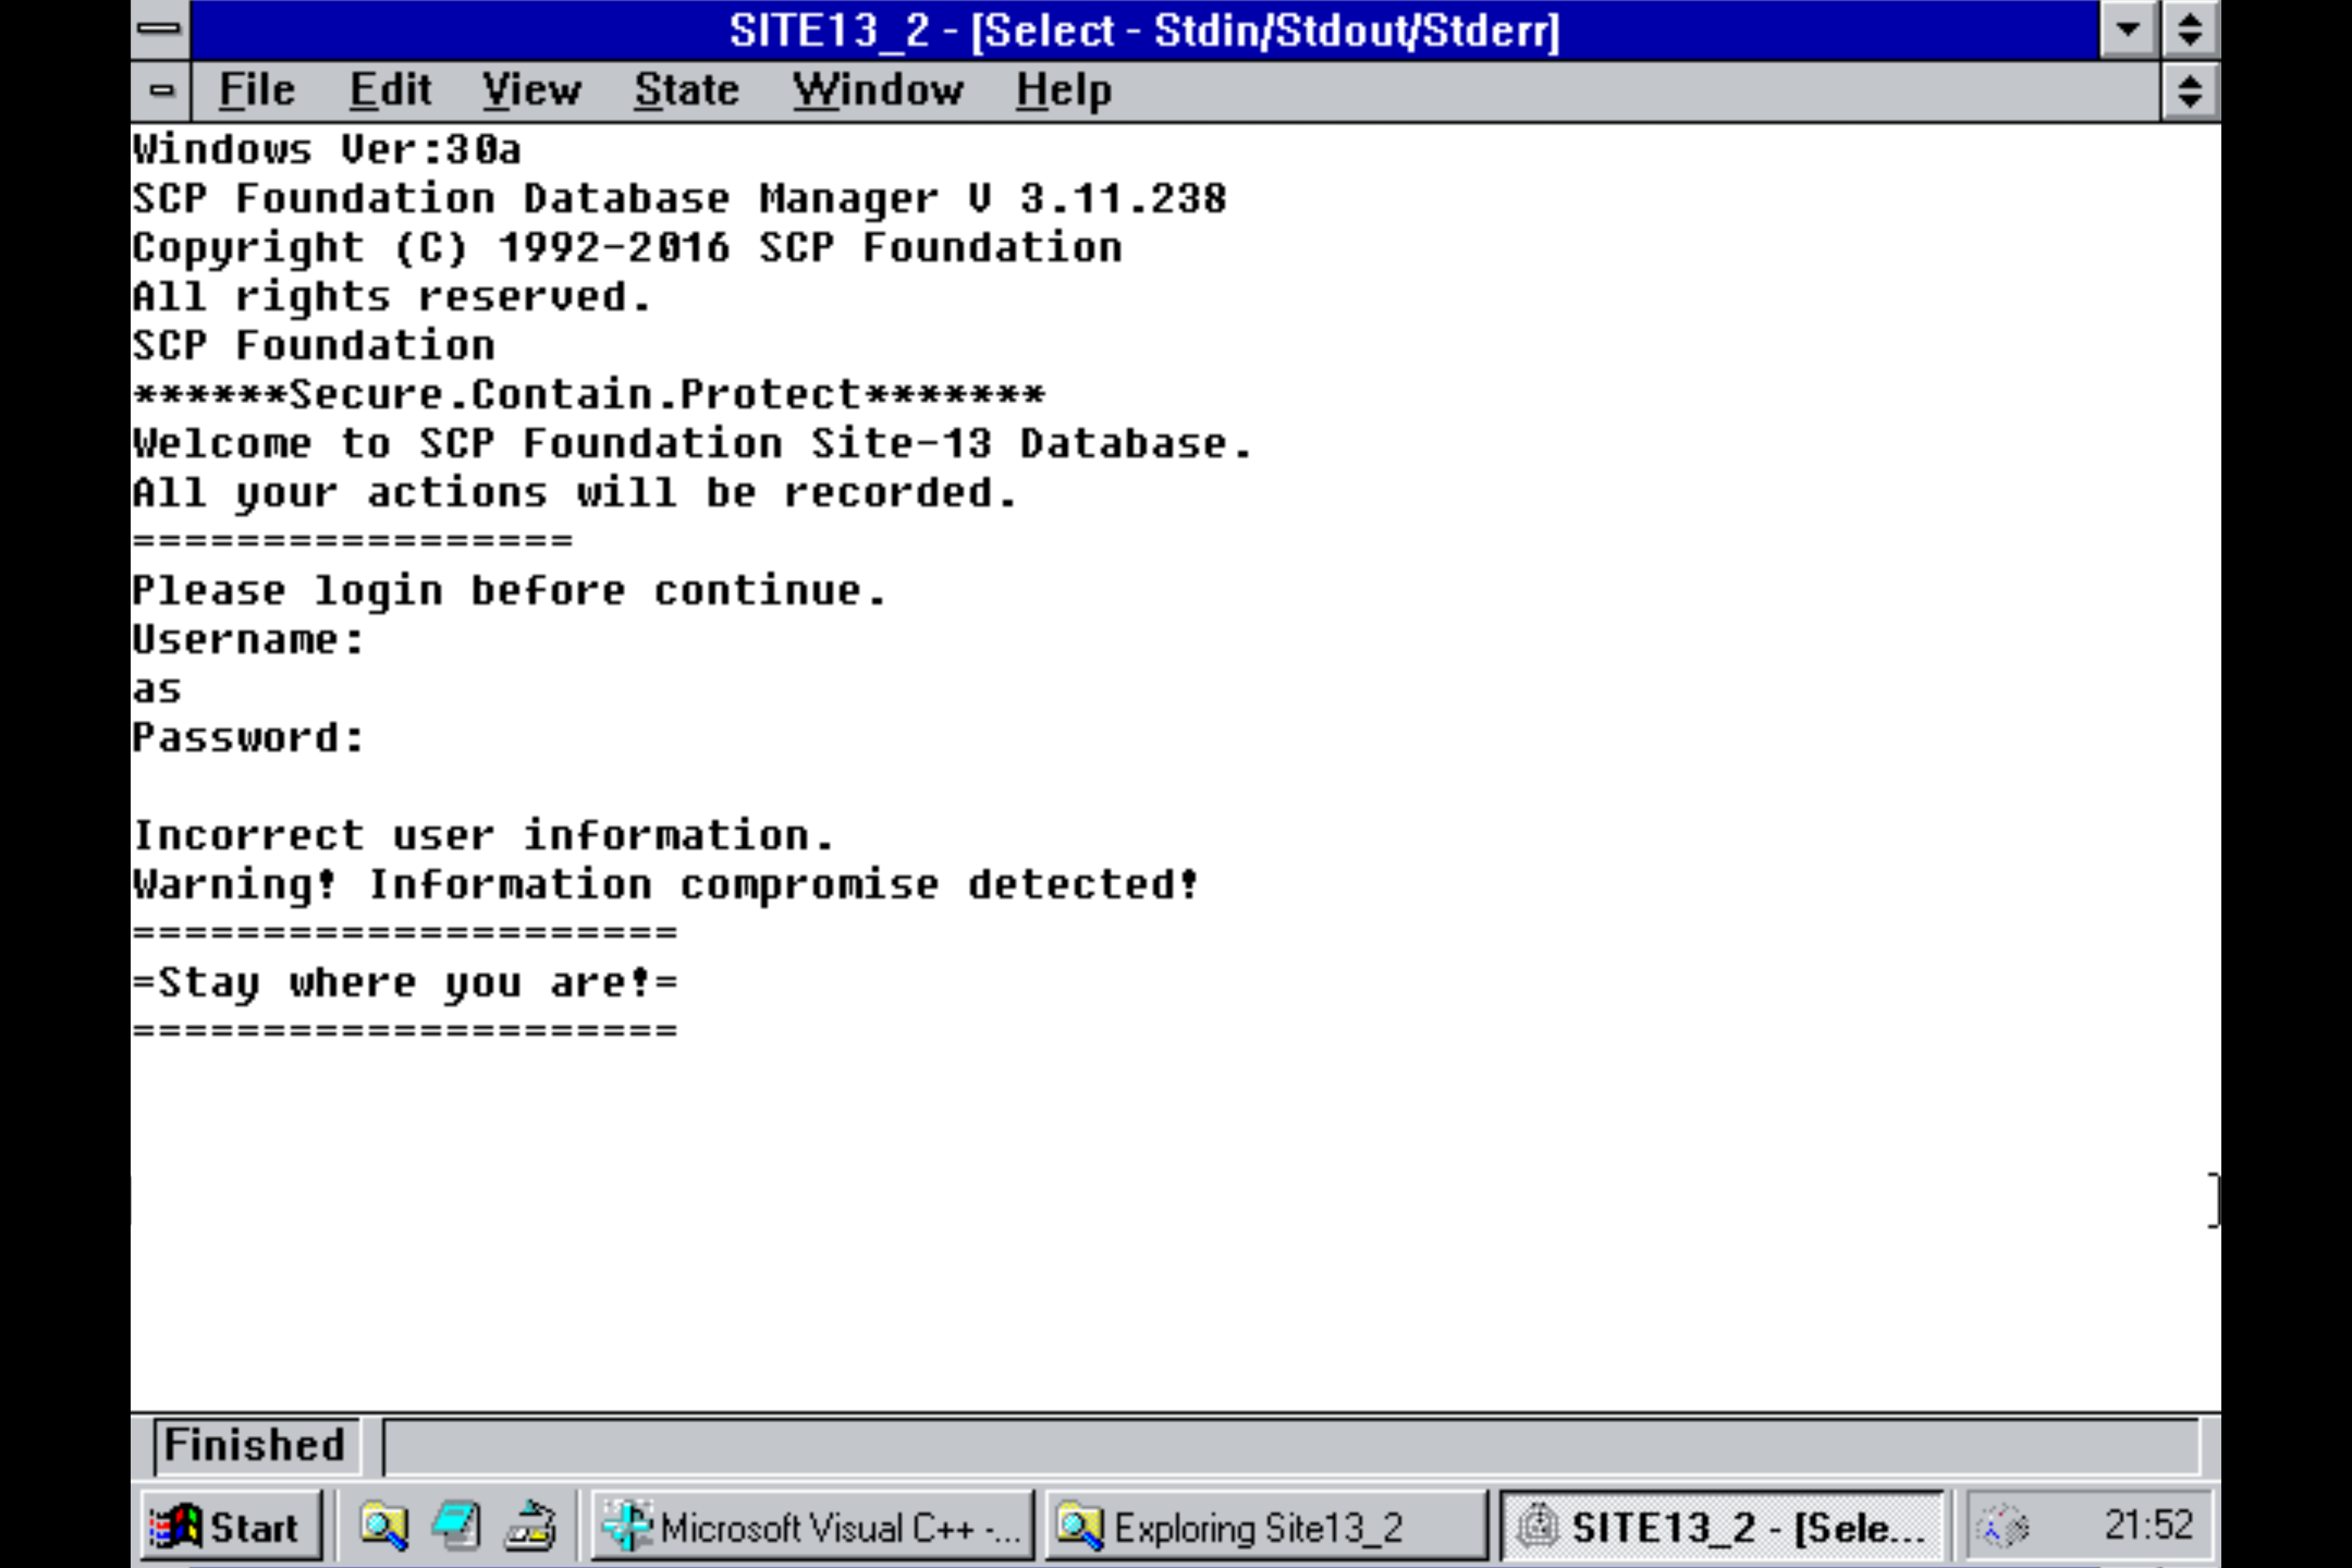 SITE13_2 - [Select - Stdin/Stdout/Stderr]
File Edit View State Window Help
Windows Ver:30a
SCP Foundation Database Manager V 3.11.238
Copyright (C) 1992-2016 SCP Foundation
All rights reserved.
SCP Foundation
******Secure.Contain.Protect*******
Welcome to SCP Foundation Site-13 Database.
All your actions will be recorded.
=================
Please login before continue.
Username:
as
Password:
Incorrect user information.
Warning! Information compromise detected!
=====================
=Stay where you are!=
=====================
Finished
Start Microsoft Visual C++ -... Exploring Site13_2 SITE13_2 - [Sele... 21:52